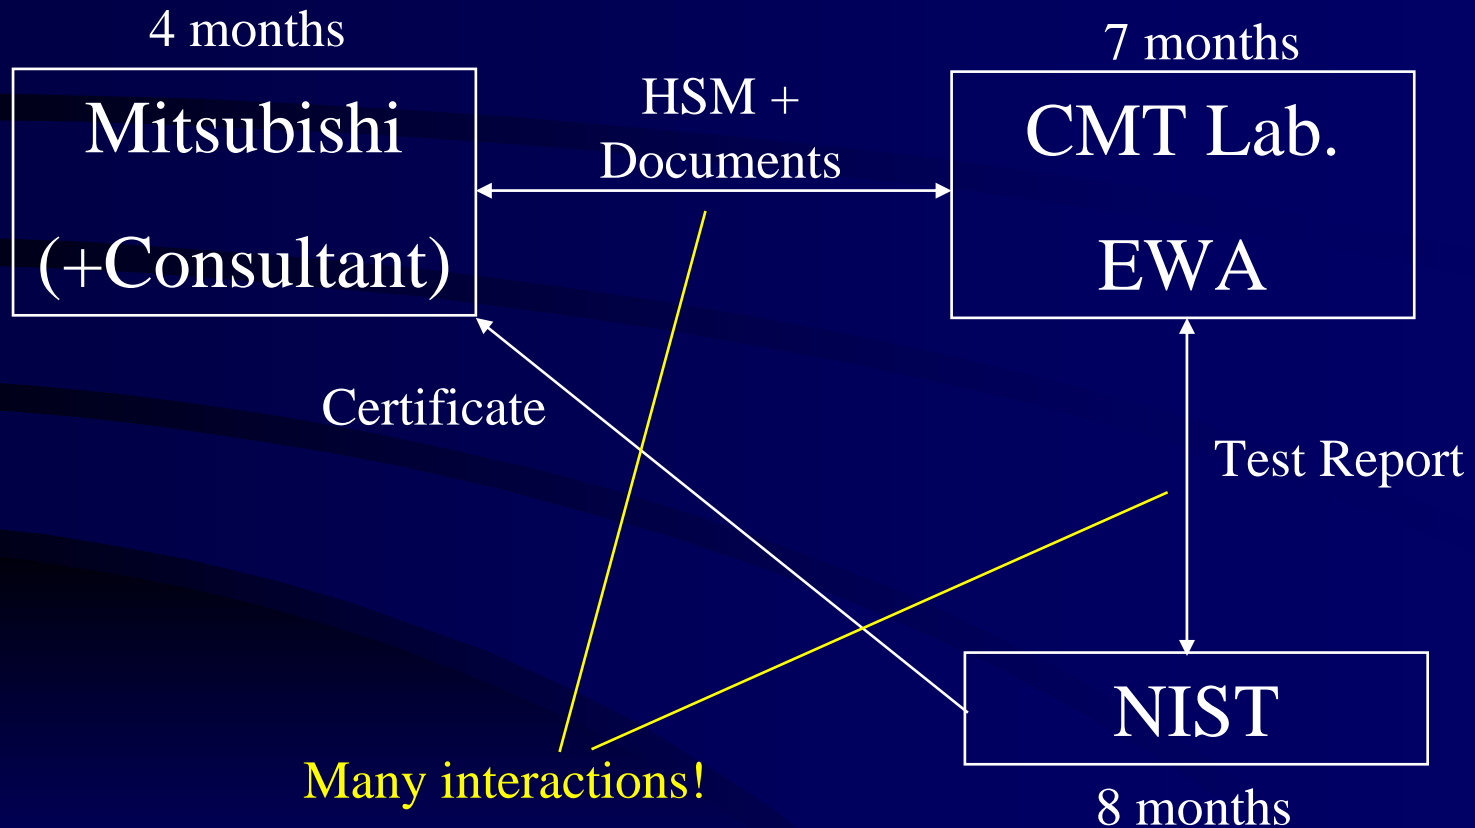 4 months
7 months
Mitsubishi
(+Consultant)
HSM +
Documents
CMT Lab.
EWA
Certificate
Test Report
NIST
Many interactions!
8 months